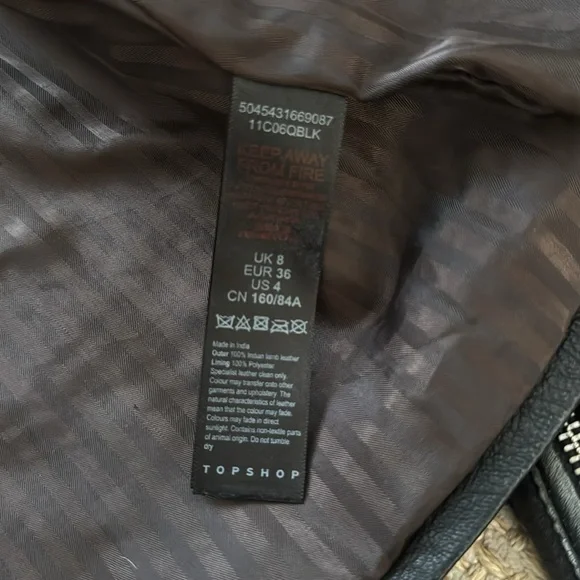 5045431669087
11C06QBLK
KEEP AWAY
FROM FIRE
UK 8
EUR 36
US 4
CN 160/84A
Made in India
Outer 100% Indian lamb leather
Lining 100% Polyester
Specialist leather clean only
Colour may transfer onto other
garments and upholstery. The
natural characteristics of leather
mean that the colour may fade.
Colours may fade in direct
sunlight. Contains non-textile parts
of animal origin. Do not tumble
dry
TOPSHOP